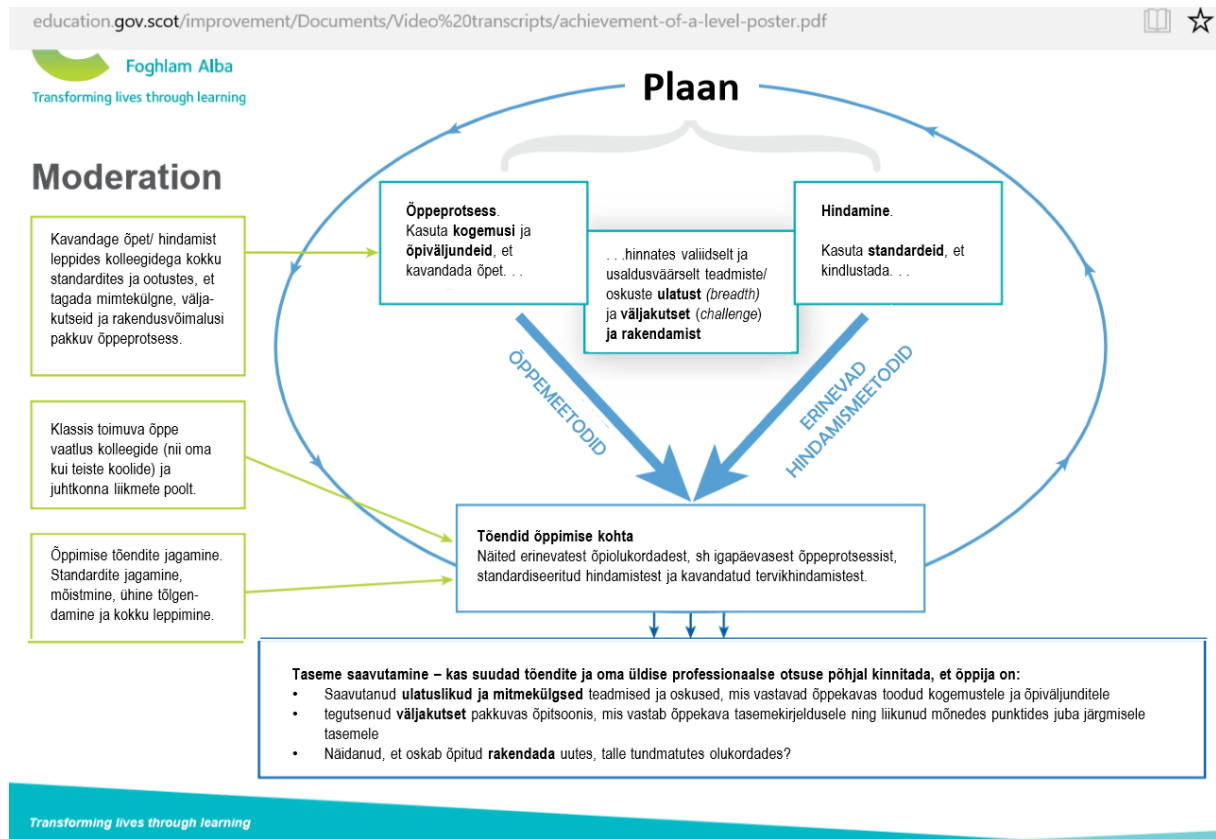 education.gov.scot/improvement/Documents/Video%20transcripts/achievement-of-a-level-poster.pdf
Foghlam Alba
Transforming lives through learning
Plaan
Moderation
Kavandage õpet/ hindamist
leppides kolleegidega kokku
standardites ja ootustes, et
tagada mimtekülgne, välja-
kutseid ja rakendusvõimalusi
pakkuv õppeprotsess.
Õppeprotsess.
Kasuta kogemusi ja
õpiväljundeid, et
kavandada õpet. . .
. . .hinnates valiidselt ja
usaldusväärselt teadmiste/
oskuste ulatust (breadth)
ja väljakutset (challenge)
ja rakendamist
Hindamine.
Kasuta standardeid, et
kindlustada. . .
ÕPPEMEETODID
ERINEVAD
HINDAMISMEETODID
Klassis toimuva õppe
vaatlus kolleegide (nii oma
kui teiste koolide) ja
juhtkonna liikmete poolt.
Õppimise tõendite jagamine.
Standardite jagamine,
mõistmine, ühine tõlgen-
damine ja kokku leppimine.
Tõendid õppimise kohta
Näited erinevatest õpiolukordadest, sh igapäevasest õppeprotsessist,
standardiseeritud hindamistest ja kavandatud tervikhindamistest.
Taseme saavutamine – kas suudad tõendite ja oma üldise professionaalse otsuse põhjal kinnitada, et õppija on:
• Saavutanud ulatuslikud ja mitmekülgsed teadmised ja oskused, mis vastavad õppekavas toodud kogemustele ja õpiväljunditele
• tegutsenud väljakutset pakkuvas õpitsoonis, mis vastab õppekava tasemekirjeldusele ning liikunud mõnedes punktides juba järgmisele
tasemele
• Näidanud, et oskab õpitud rakendada uutes, talle tundmatutes olukordades?
Transforming lives through learning